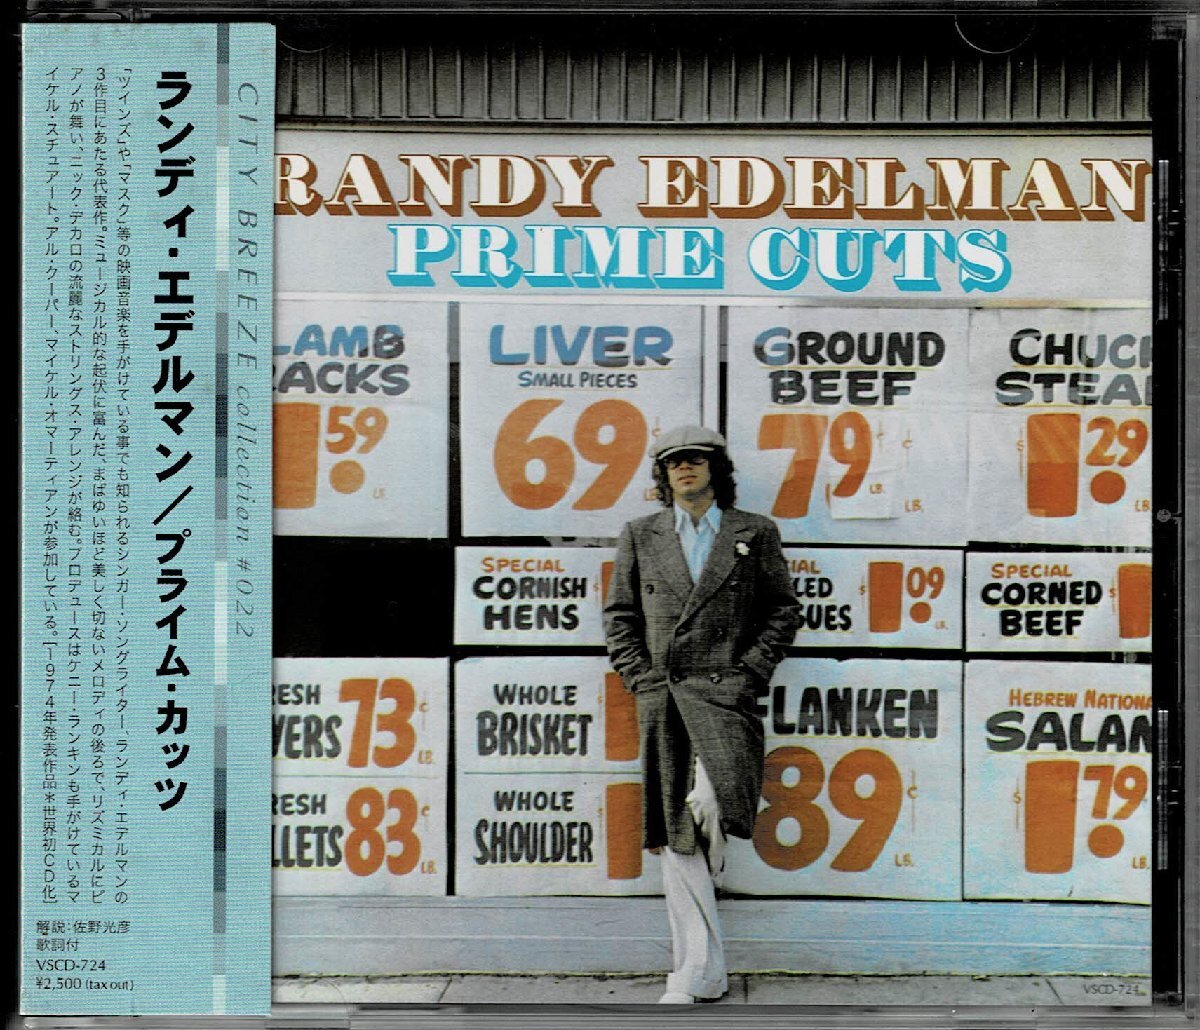 ランディ・エデルマン／プライム・カッツ
「ツインズ」や「マスク」等の映画音楽を手がけている事でも知られるシンガー・ソングライター、ランディ・エデルマンの
3作目にあたる代表作。ミュージカル的な起伏に富んだ、まばゆいほど美しく切ないメロディの後ろで、リズミカルにピ
アノが舞い、ニック・デカロの流麗なストリングス・アレンジが絡む。プロデュースはケニー・ランキンも手がけているマ
イケル・スチュアート。アル・クーパー、マイケル・オマーティアンが参加している。[1974年発表作品＊世界初CD化]
解説：佐野光彦
歌詞付
VSCD-724
¥2,500 (tax out)
CITY BREEZE collection #022
RANDY EDELMAN
PRIME CUTS
LAMB
ACKS
59
LB.
LIVER
SMALL PIECES
69
GROUND
BEEF
79¢
LB.
CHUCK
STEA
$1.29
LB.
SPECIAL
CORNISH
HENS
$
IAL
LED
SUES
$1.09
LB.
SPECIAL
CORNED
BEEF
$
RESH
VERS
73¢
LB.
WHOLE
BRISKET
FLANKEN
89¢
LB.
HEBREW NATIONA
SALAM
$1.79
LB.
RESH
LLETS
83¢
LB.
WHOLE
SHOULDER
VSCD-724